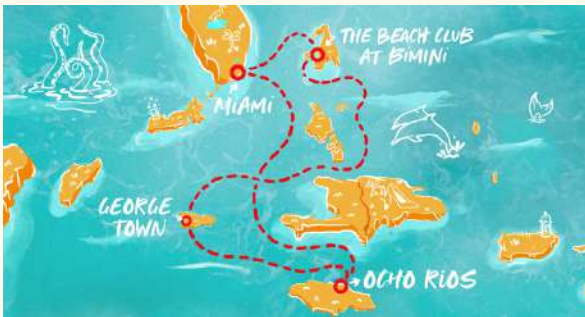 THE BEACH CLUB
AT BIMINI
MIAMI
GEORGE
TOWN
OCHO RIOS